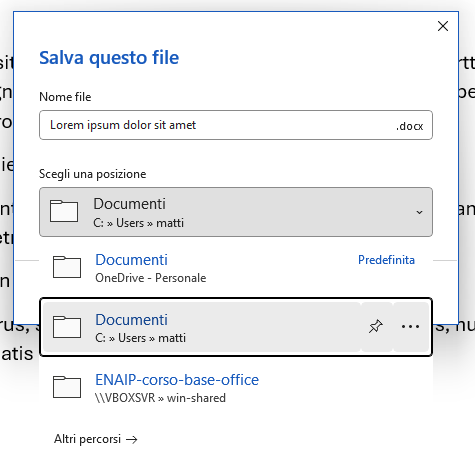 Salva questo file
Nome file
Lorem ipsum dolor sit amet .docx
Scegli una posizione
Documenti
C: » Users » matti
Documenti Predefinita
OneDrive - Personale
Documenti
C: » Users » matti
ENAIP-corso-base-office
\\VBOXSVR » win-shared
Altri percorsi →